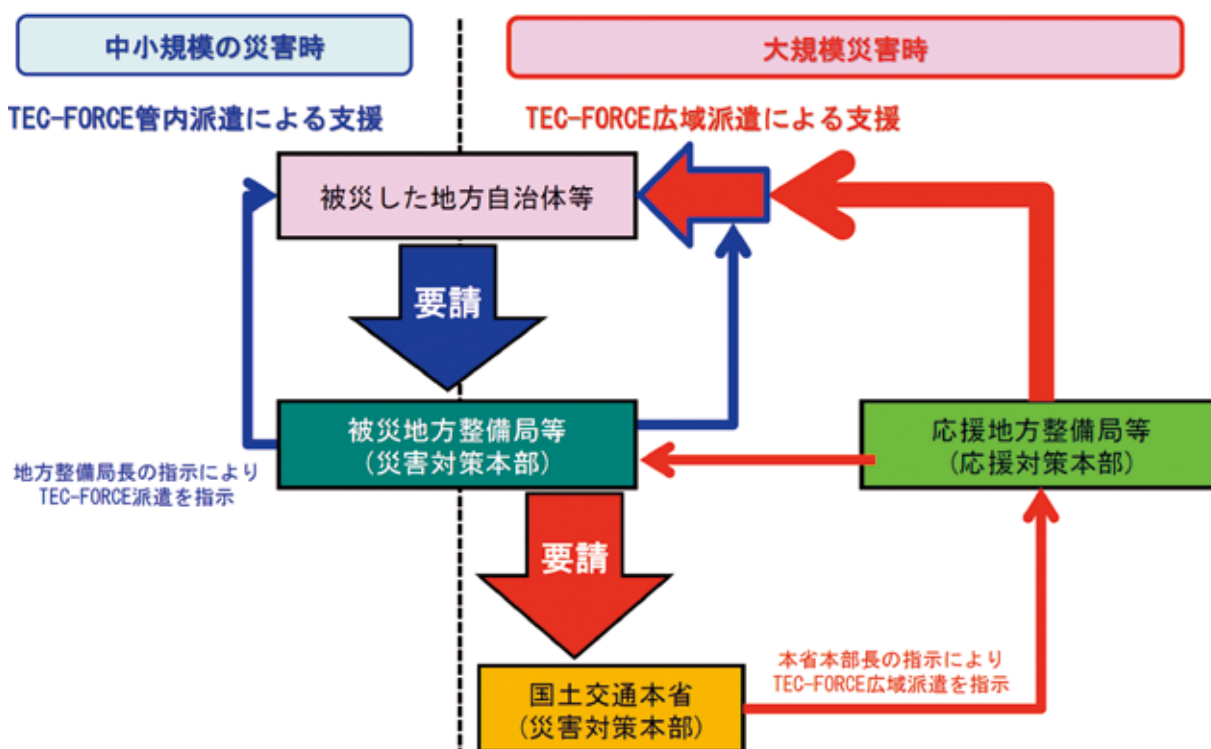 中小規模の災害時
大規模災害時
TEC-FORCE管内派遣による支援
TEC-FORCE広域派遣による支援
被災した地方自治体等
要請
被災地方整備局等
(災害対策本部)
応援地方整備局等
(応援対策本部)
地方整備局長の指示により
TEC-FORCE派遣を指示
要請
国土交通本省
(災害対策本部)
本省本部長の指示により
TEC-FORCE広域派遣を指示